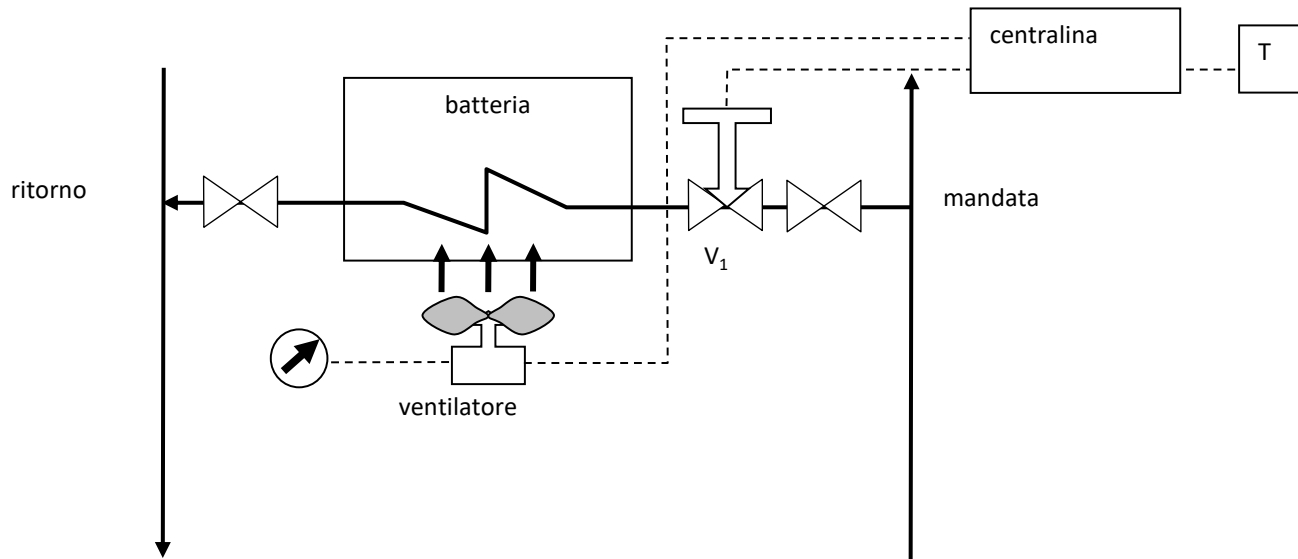 centralina
T
batteria
ritorno
mandata
V₁
ventilatore